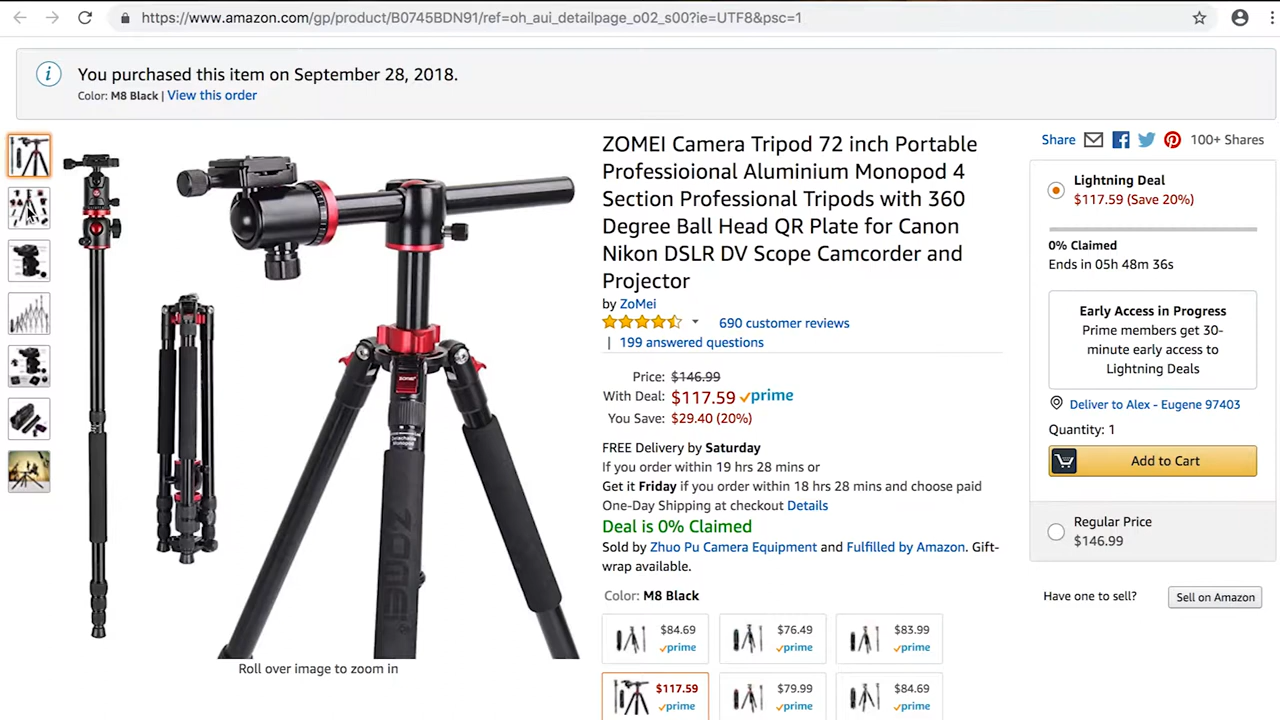 https://www.amazon.com/gp/product/B0745BDN91/ref=oh_aui_detailpage_o02_s00?ie=UTF8&psc=1
You purchased this item on September 28, 2018.
Color: M8 Black | View this order
ZOMEI Camera Tripod 72 inch Portable
Professioional Aluminium Monopod 4
Section Professional Tripods with 360
Degree Ball Head QR Plate for Canon
Nikon DSLR DV Scope Camcorder and
Projector
by ZoMei
690 customer reviews
| 199 answered questions
Price: $146.99
With Deal: $117.59 prime
You Save: $29.40 (20%)
FREE Delivery by Saturday
If you order within 19 hrs 28 mins or
Get it Friday if you order within 18 hrs 28 mins and choose paid
One-Day Shipping at checkout Details
Deal is 0% Claimed
Sold by Zhuo Pu Camera Equipment and Fulfilled by Amazon. Gift-
wrap available.
Color: M8 Black
$84.69
prime
$76.49
prime
$83.99
prime
$117.59
prime
$79.99
prime
$84.69
prime
ZOMEI
Detachable
Monopod
ZOMEI
Roll over image to zoom in
Share 100+ Shares
Lightning Deal
$117.59 (Save 20%)
0% Claimed
Ends in 05h 48m 36s
Early Access in Progress
Prime members get 30-
minute early access to
Lightning Deals
Deliver to Alex - Eugene 97403
Quantity: 1
Add to Cart
Regular Price
$146.99
Have one to sell? Sell on Amazon